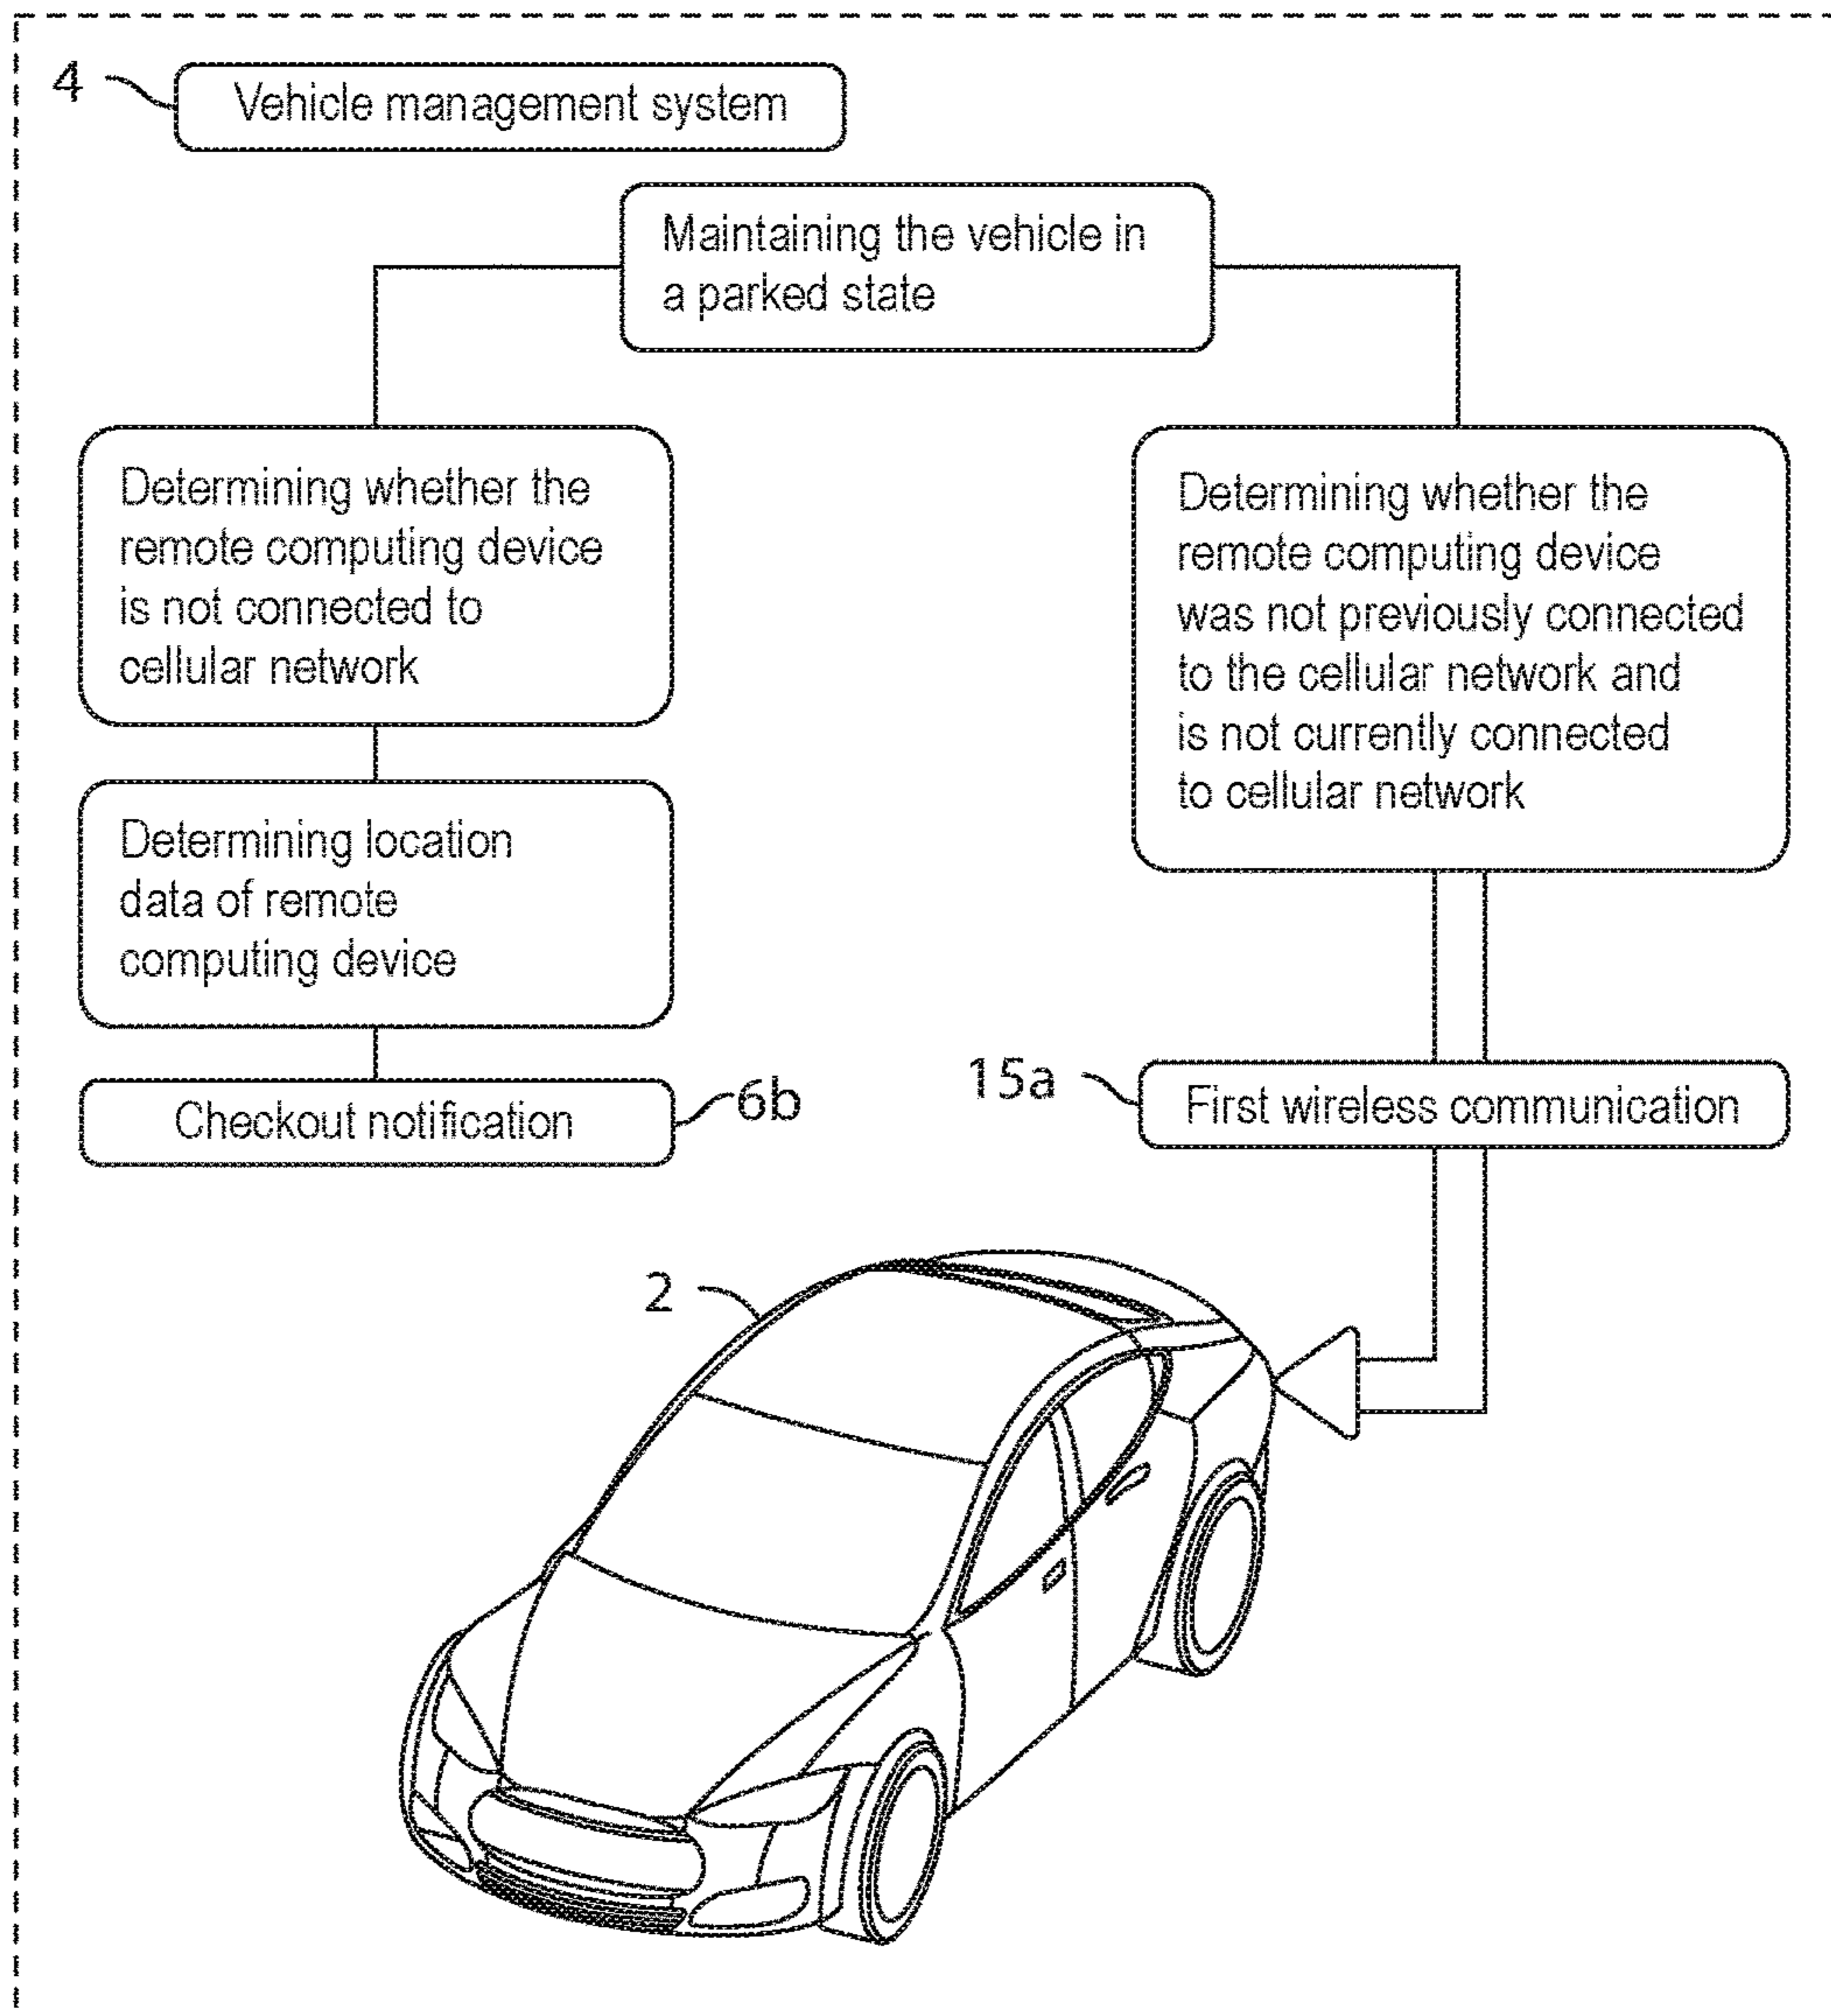 4
Vehicle management system
Maintaining the vehicle in
a parked state
Determining whether the
remote computing device
is not connected to
cellular network
Determining location
data of remote
computing device
Checkout notification
6b
Determining whether the
remote computing device
was not previously connected
to the cellular network and
is not currently connected
to cellular network
15a
First wireless communication
2